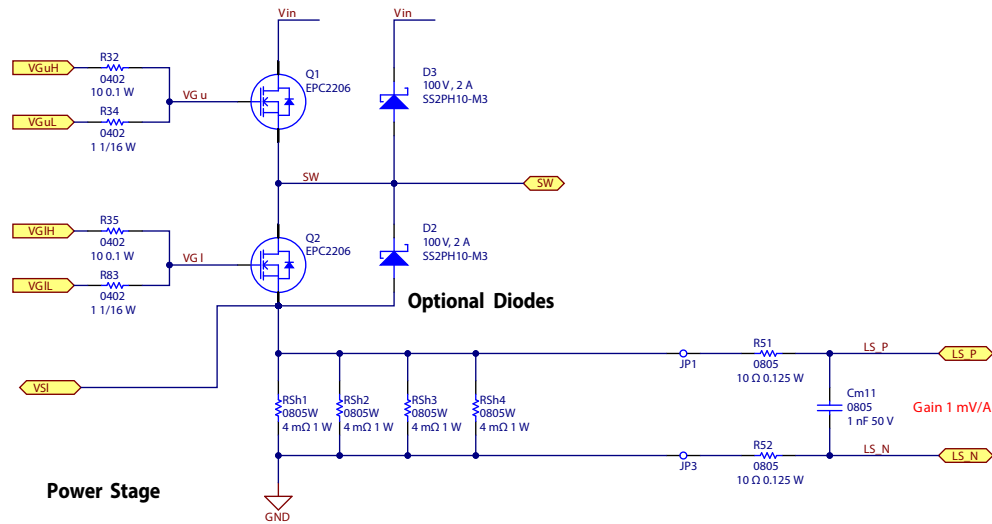 Vin
Vin
VGuH
R32
0402
10 0.1 W
VGu
Q1
EPC2206
D3
100 V, 2 A
SS2PH10-M3
VGuL
R34
0402
1 1/16 W
SW
SW
VGlH
R35
0402
10 0.1 W
VGl
Q2
EPC2206
D2
100 V, 2 A
SS2PH10-M3
VGlL
R83
0402
1 1/16 W
Optional Diodes
VSl
RSh1
0805W
4 mΩ 1 W
RSh2
0805W
4 mΩ 1 W
RSh3
0805W
4 mΩ 1 W
RSh4
0805W
4 mΩ 1 W
JP1
R51
0805
10 Ω 0.125 W
LS_P
LS_P
Cm11
0805
1 nF 50 V
Gain 1 mV/A
JP3
R52
0805
10 Ω 0.125 W
LS_N
LS_N
Power Stage
GND